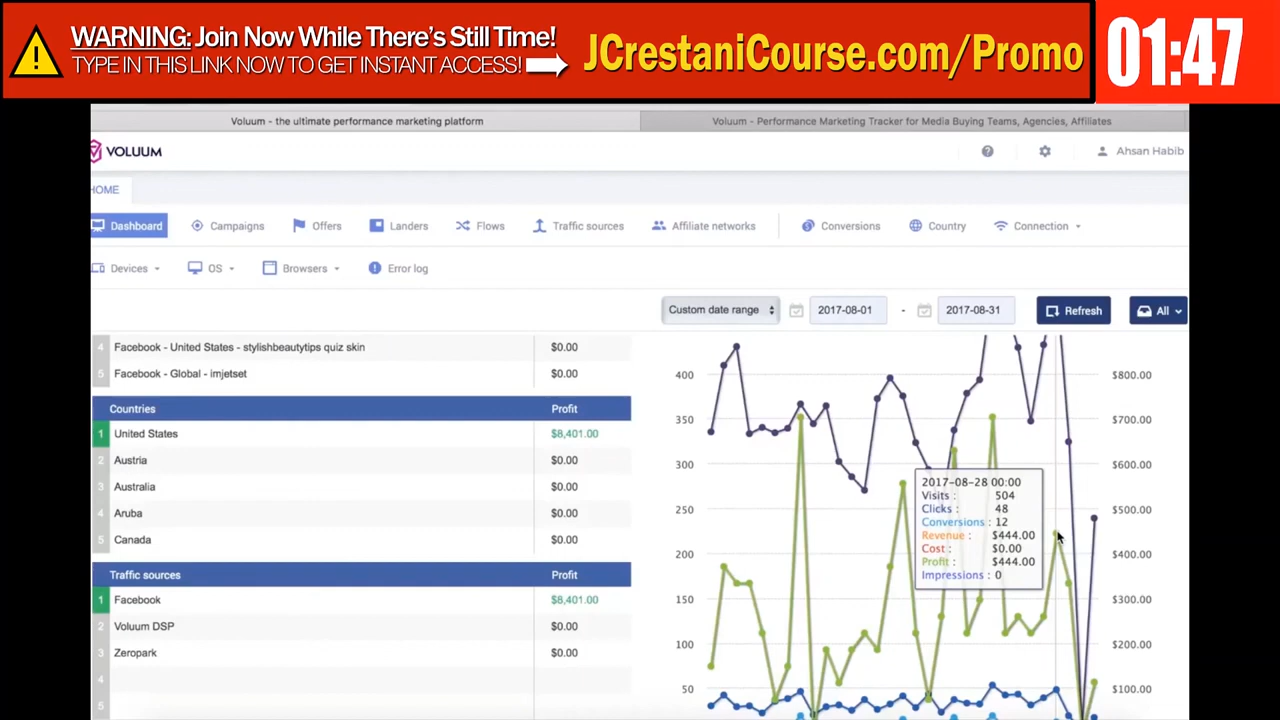 WARNING: Join Now While There's Still Time!
TYPE IN THIS LINK NOW TO GET INSTANT ACCESS!
JCrestaniCourse.com/Promo
01:47
Voluum - the ultimate performance marketing platform
Voluum - Performance Marketing Tracker for Media Buying Teams, Agencies, Affiliates
VOLUUM
Ahsan Habib
HOME
Dashboard Campaigns Offers Landers Flows Traffic sources Affiliate networks Conversions Country Connection
Devices OS Browsers Error log
Custom date range 2017-08-01 - 2017-08-31 Refresh All
4 Facebook - United States - stylishbeautytips quiz skin $0.00
5 Facebook - Global - imjetset $0.00
Countries Profit
1 United States $8,401.00
2 Austria $0.00
3 Australia $0.00
4 Aruba $0.00
5 Canada $0.00
Traffic sources Profit
1 Facebook $8,401.00
2 Voluum DSP $0.00
3 Zeropark $0.00
4
5
400 $800.00
350 $700.00
300 $600.00
250 $500.00
200 $400.00
150 $300.00
100 $200.00
50 $100.00
2017-08-28 00:00
Visits : 504
Clicks : 48
Conversions : 12
Revenue : $444.00
Cost : $0.00
Profit : $444.00
Impressions : 0